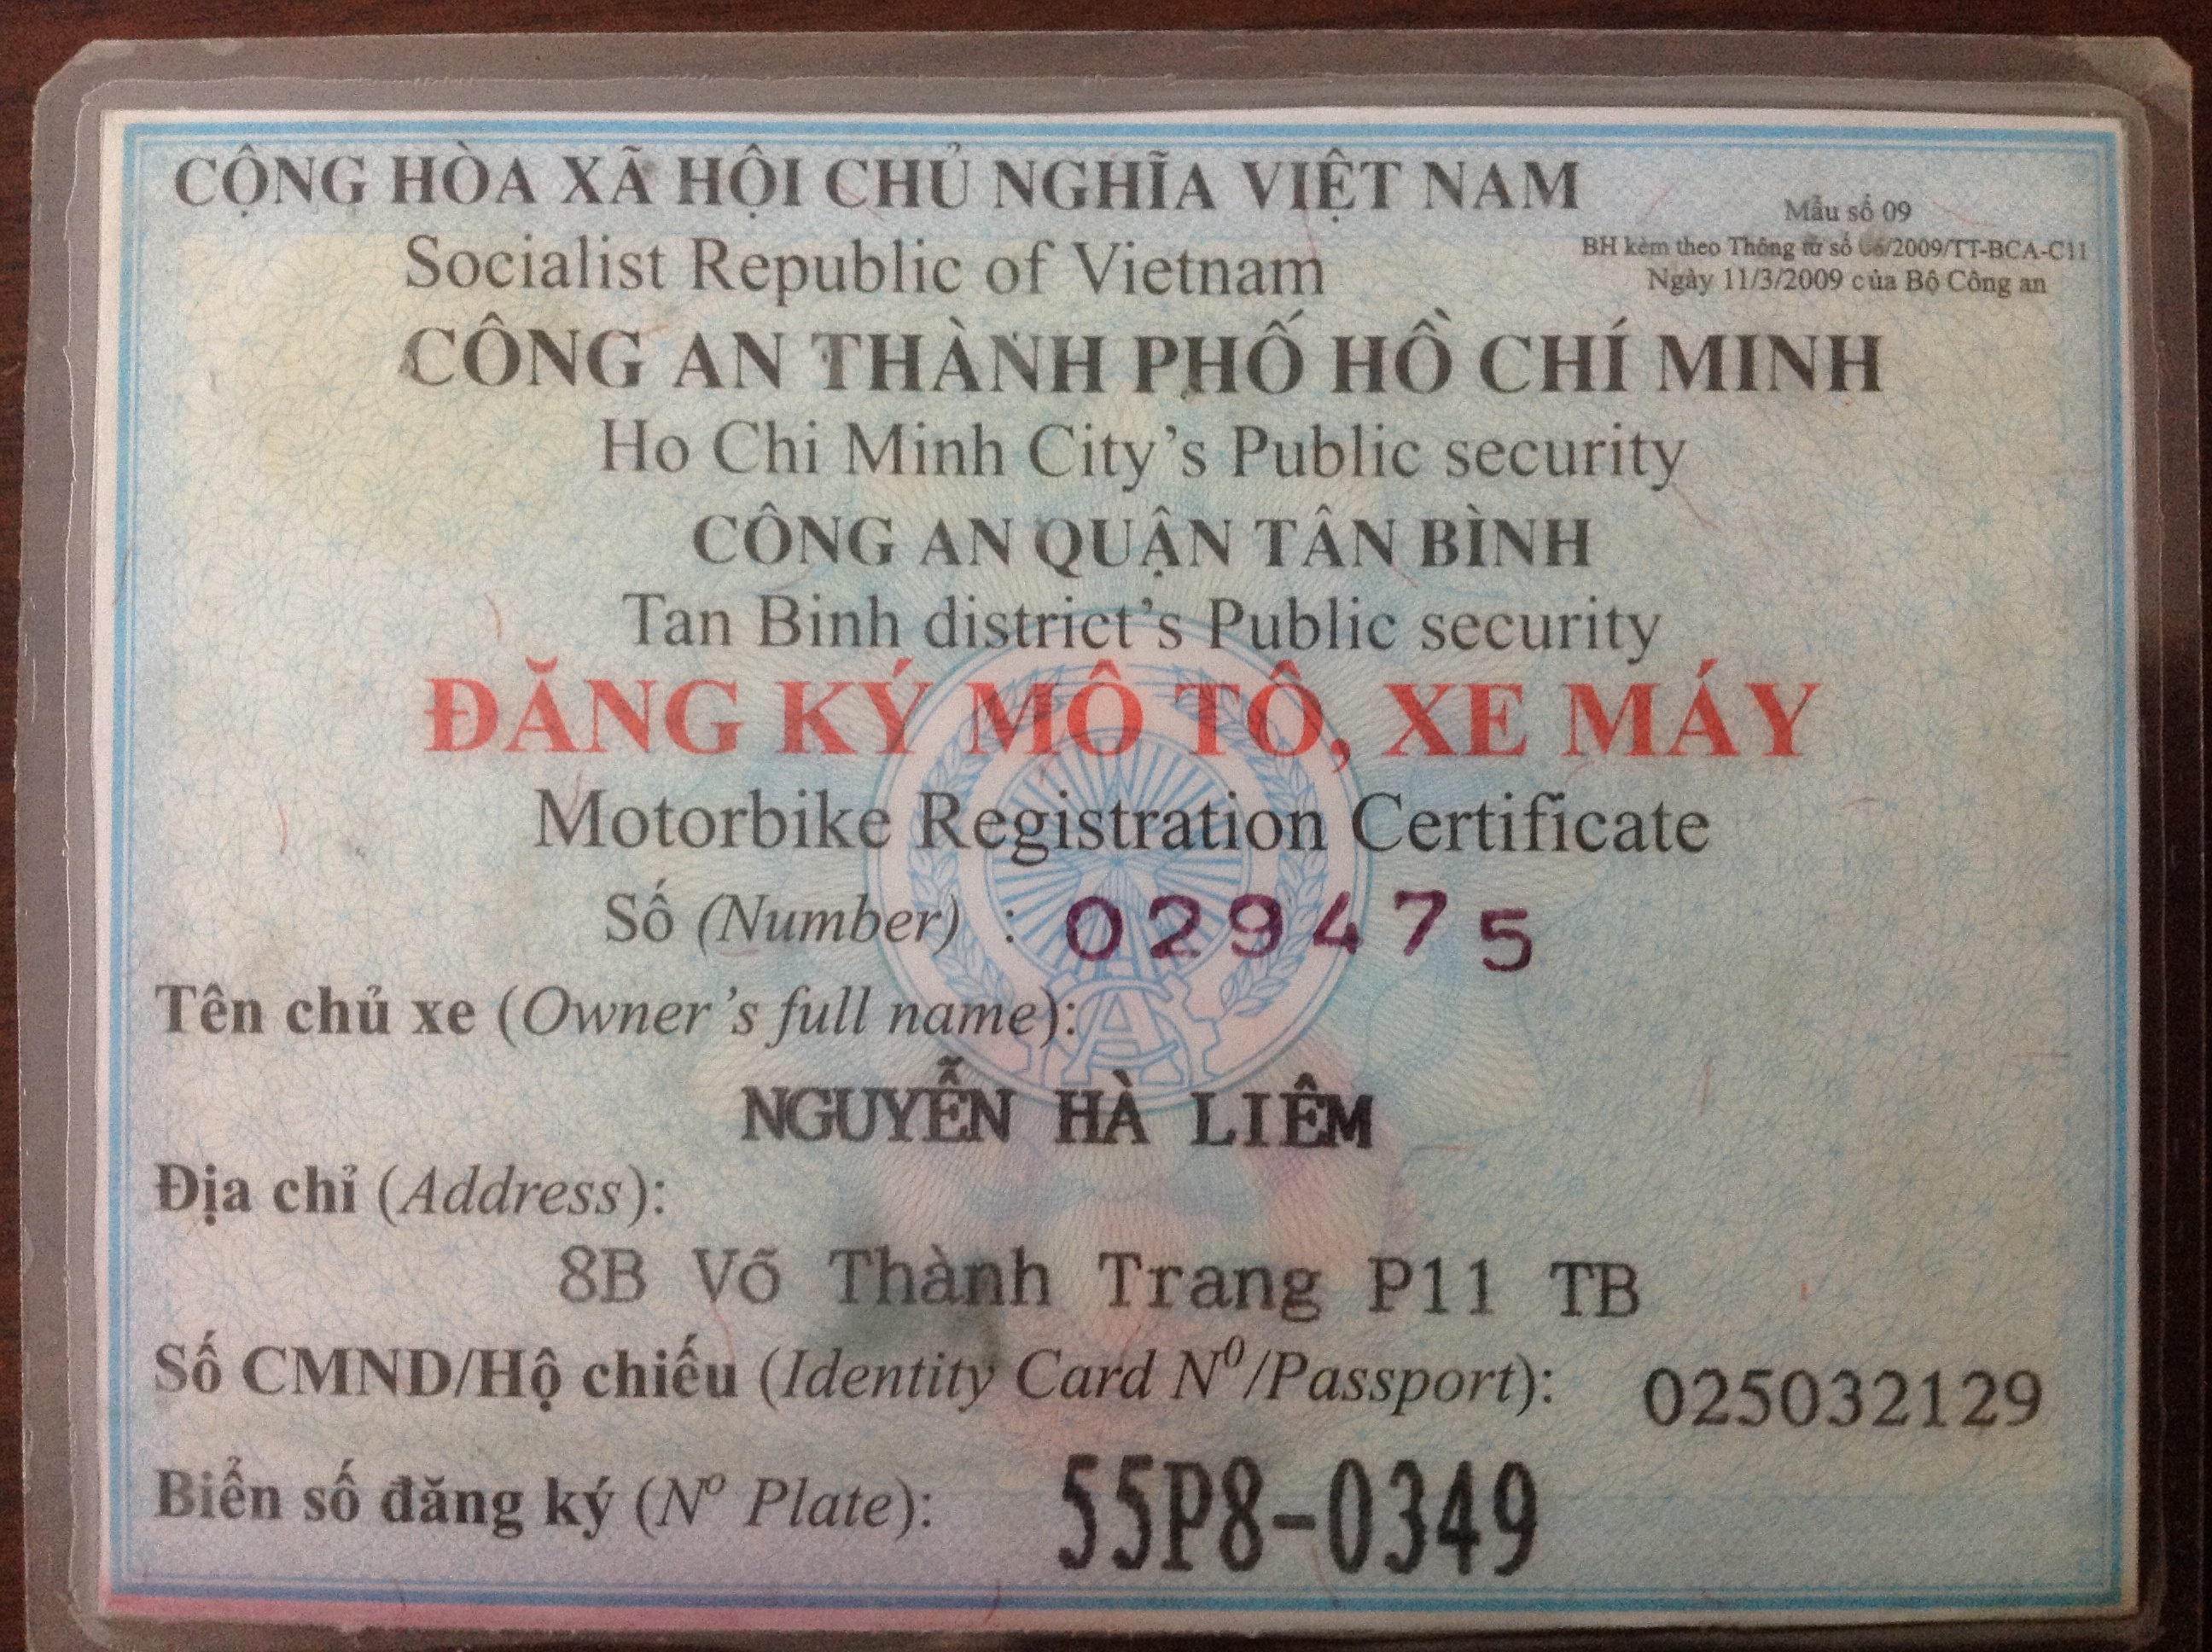 CỘNG HÒA XÃ HỘI CHỦ NGHĨA VIỆT NAM
Socialist Republic of Vietnam
Mẫu số 09
BH kèm theo Thông tư số /2009/TT-BCA-C11
Ngày 11/3/2009 của Bộ Công an
CÔNG AN THÀNH PHỐ HỒ CHÍ MINH
Ho Chi Minh City's Public security
CÔNG AN QUẬN TÂN BÌNH
Tan Binh district's Public security
ĐĂNG KÝ MÔ TÔ, XE MÁY
Motorbike Registration Certificate
Số (Number) : 029475
Tên chủ xe (Owner's full name):
NGUYỄN HÀ LIÊM
Địa chỉ (Address):
8B Võ Thành Trang P11 TB
Số CMND/Hộ chiếu (Identity Card Nº/Passport): 025032129
Biển số đăng ký (Nº Plate): 55P8-0349